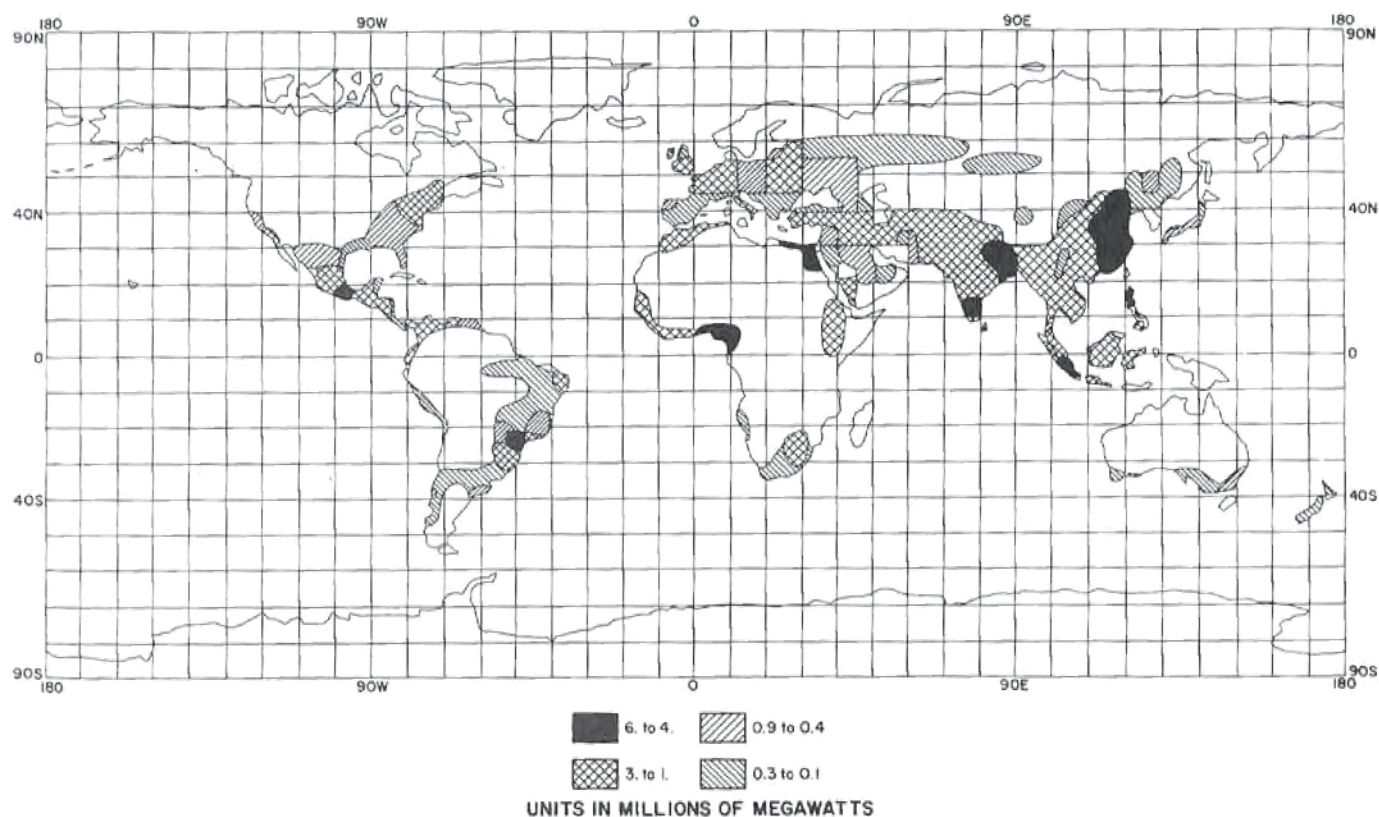 180 90W 0 90E 180
90N 90N
40N 40N
0 0
40S 40S
90S 90S
180 90W 0 90E 180
6. to 4. 0.9 to 0.4
3. to 1. 0.3 to 0.1
UNITS IN MILLIONS OF MEGAWATTS